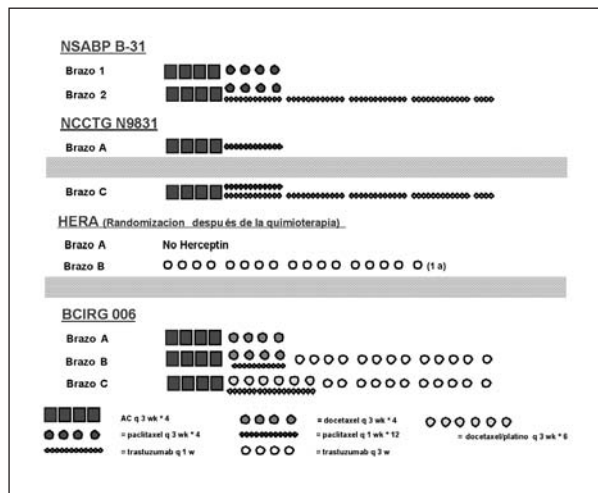 NSABP B-31
Brazo 1
Brazo 2
NCCTG N9831
Brazo A
Brazo C
HERA (Randomizacion después de la quimioterapia)
Brazo A No Herceptin
Brazo B (1 a)
BCIRG 006
Brazo A
Brazo B
Brazo C
AC q 3 wk * 4 = docetaxel q 3 wk * 4
= paclitaxel q 3 wk * 4 = paclitaxel q 1 wk * 12 = docetaxel/platino q 3 wk * 6
= trasluzumab q 1 w = trasluzumab q 3 w